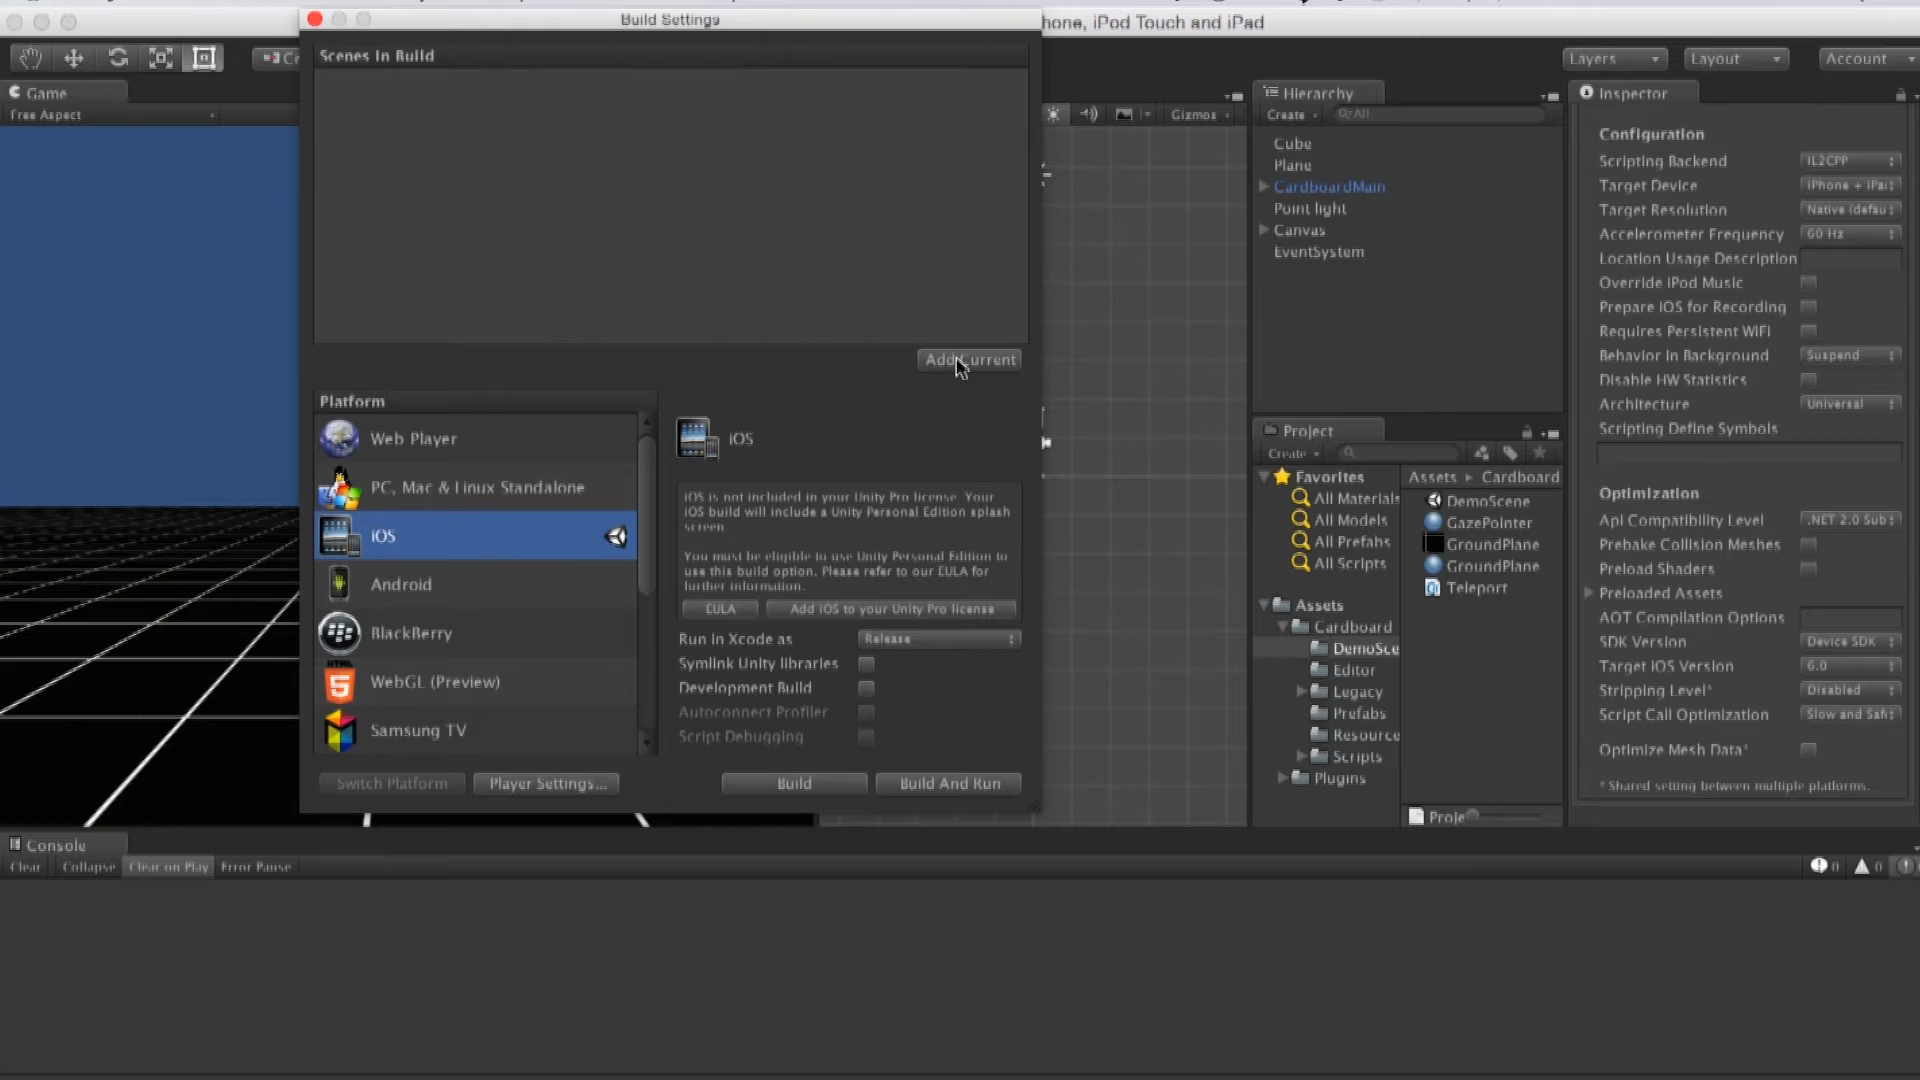 Build Settings
hone, iPod Touch and iPad
Scenes In Build
Layers
Layout
Account
Game
Free Aspect
Gizmos
Add Current
Platform
Web Player
PC, Mac & Linux Standalone
iOS
Android
BlackBerry
HTML
WebGL (Preview)
Samsung TV
iOS
iOS is not included in your Unity Pro license. Your
iOS build will include a Unity Personal Edition splash
screen.
You must be eligible to use Unity Personal Edition to
use this build option. Please refer to our EULA for
further information.
EULA
Add iOS to your Unity Pro license
Run in Xcode as
Release
Symlink Unity libraries
Development Build
Autoconnect Profiler
Script Debugging
Switch Platform
Player Settings...
Build
Build And Run
Hierarchy
Create
All
Cube
Plane
CardboardMain
Point light
Canvas
EventSystem
Project
Create
Favorites
All Materials
All Models
All Prefabs
All Scripts
Assets
Cardboard
DemoSce
Editor
Legacy
Prefabs
Resource
Scripts
Plugins
Assets
Cardboard
DemoScene
GazePointer
GroundPlane
GroundPlane
Teleport
Proje
Inspector
Configuration
Scripting Backend
IL2CPP
Target Device
iPhone + iPa
Target Resolution
Native (defau
Accelerometer Frequency
60 Hz
Location Usage Description
Override iPod Music
Prepare iOS for Recording
Requires Persistent WiFi
Behavior in Background
Suspend
Disable HW Statistics
Architecture
Universal
Scripting Define Symbols
Optimization
Api Compatibility Level
.NET 2.0 Sub
Prebake Collision Meshes
Preload Shaders
Preloaded Assets
AOT Compilation Options
SDK Version
Device SDK
Target iOS Version
6.0
Stripping Level*
Disabled
Script Call Optimization
Slow and Safe
Optimize Mesh Data*
* Shared setting between multiple platforms.
Console
Clear
Collapse
Clear on Play
Error Pause
0
0